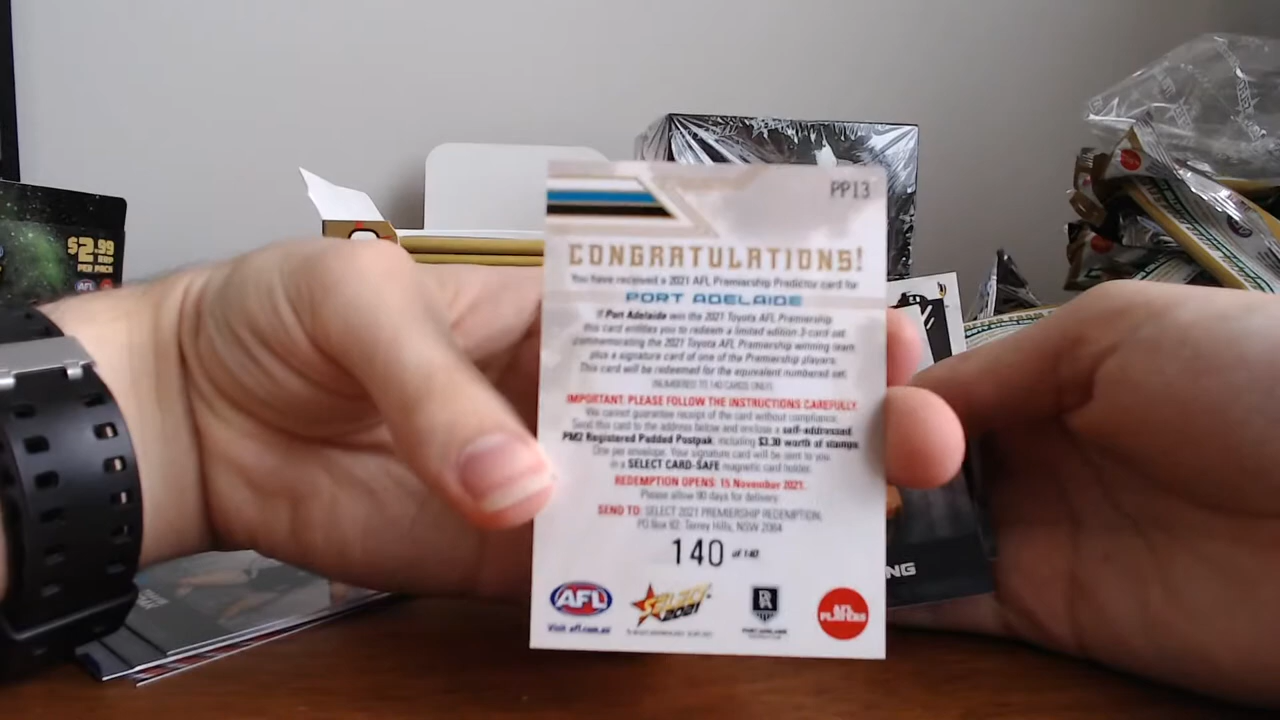 PP13
CONGRATULATIONS!
You have received a 2021 AFL Premiership Predictor card for
PORT ADELAIDE
If Port Adelaide win the 2021 Toyota AFL Premiership
this card entitles you to redeem a limited edition 3-card set
commemorating the 2021 Toyota AFL Premiership winning team
plus a signature card of one of the Premiership players.
This card will be redeemed for the equivalent numbered set.
(NUMBERED TO 140 CARDS ONLY)
IMPORTANT: PLEASE FOLLOW THE INSTRUCTIONS CAREFULLY.
We cannot guarantee receipt of the card without compliance.
Send this card to the address below and enclose a self-addressed
PM2 Registered Padded Postpak, including $3.30 worth of stamps.
One per envelope. Your signature card will be sent to you
in a SELECT CARD-SAFE magnetic card holder.
REDEMPTION OPENS: 15 November 2021.
Please allow 90 days for delivery.
SEND TO: SELECT 2021 PREMIERSHIP REDEMPTION,
PO Box 92, Terrey Hills, NSW 2084
140 of 140
AFL
Visit afl.com.au
SELECT 2021
PORT ADELAIDE
AFL PLAYERS
$2.99
RRP
PER PACK
AFL
NG